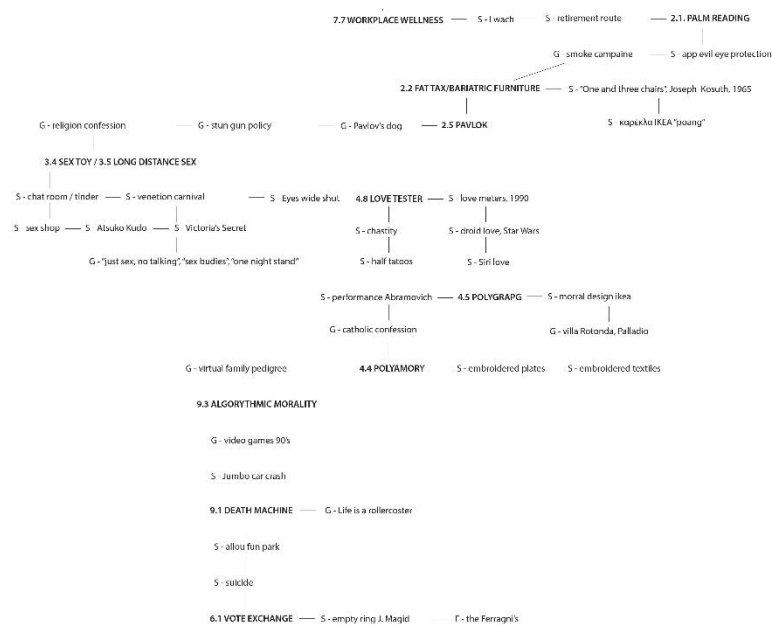 7.7 WORKPLACE WELLNESS S - I wach S - retirement route 2.1. PALM READING
G - smoke campaine S - app evil eye protection
2.2 FAT TAX/BARIATRIC FURNITURE S - "One and three chairs", Joseph Kosuth, 1965
G - religion confession G - stun gun policy G - Pavlov's dog 2.5 PAVLOK S - καρέκλα IKEA "poang"
3.4 SEX TOY / 3.5 LONG DISTANCE SEX
S - chat room / tinder S - venetion carnival S - Eyes wide shut 4.8 LOVE TESTER S - love meters, 1990
S sex shop S Atsuko Kudo S Victoria's Secret S - chastity S - droid love, Star Wars
G - "just sex, no talking", "sex budies", "one night stand" S - half tatoos S - Siri love
S - performance Abramovich 4.5 POLYGRAPG S - morral design ikea
G - catholic confession G - villa Rotonda, Palladio
G - virtual family pedigree 4.4 POLYAMORY S - embroidered plates S - embroidered textiles
9.3 ALGORYTHMIC MORALITY
G - video games 90's
S - Jumbo car crash
9.1 DEATH MACHINE G - Life is a rollercoster
S - allou fun park
S - suicide
6.1 VOTE EXCHANGE S - empty ring J. Magid Γ - the Ferragni's